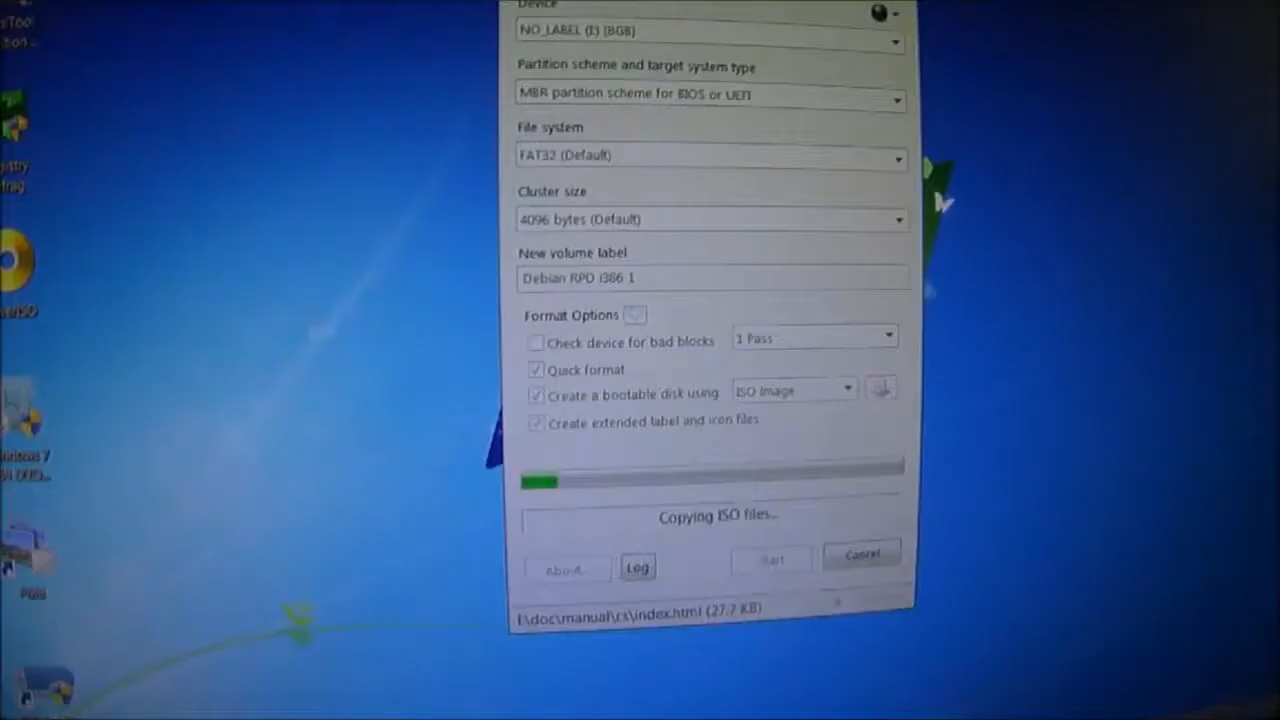 Device
NO_LABEL (I:) [8GB]
Partition scheme and target system type
MBR partition scheme for BIOS or UEFI
File system
FAT32 (Default)
Cluster size
4096 bytes (Default)
New volume label
Debian RPD i386 1
Format Options
Check device for bad blocks
1 Pass
Quick format
Create a bootable disk using
ISO Image
Create extended label and icon files
Copying ISO files...
About...
Log
Start
Cancel
I:\doc\manual\cs\index.html (27.7 KB)